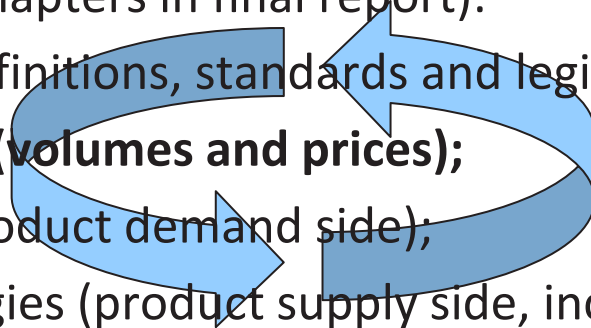 hapters in final report).
finitions, standards and legi
(volumes and prices);
oduct demand side);
gies (product supply side, inc